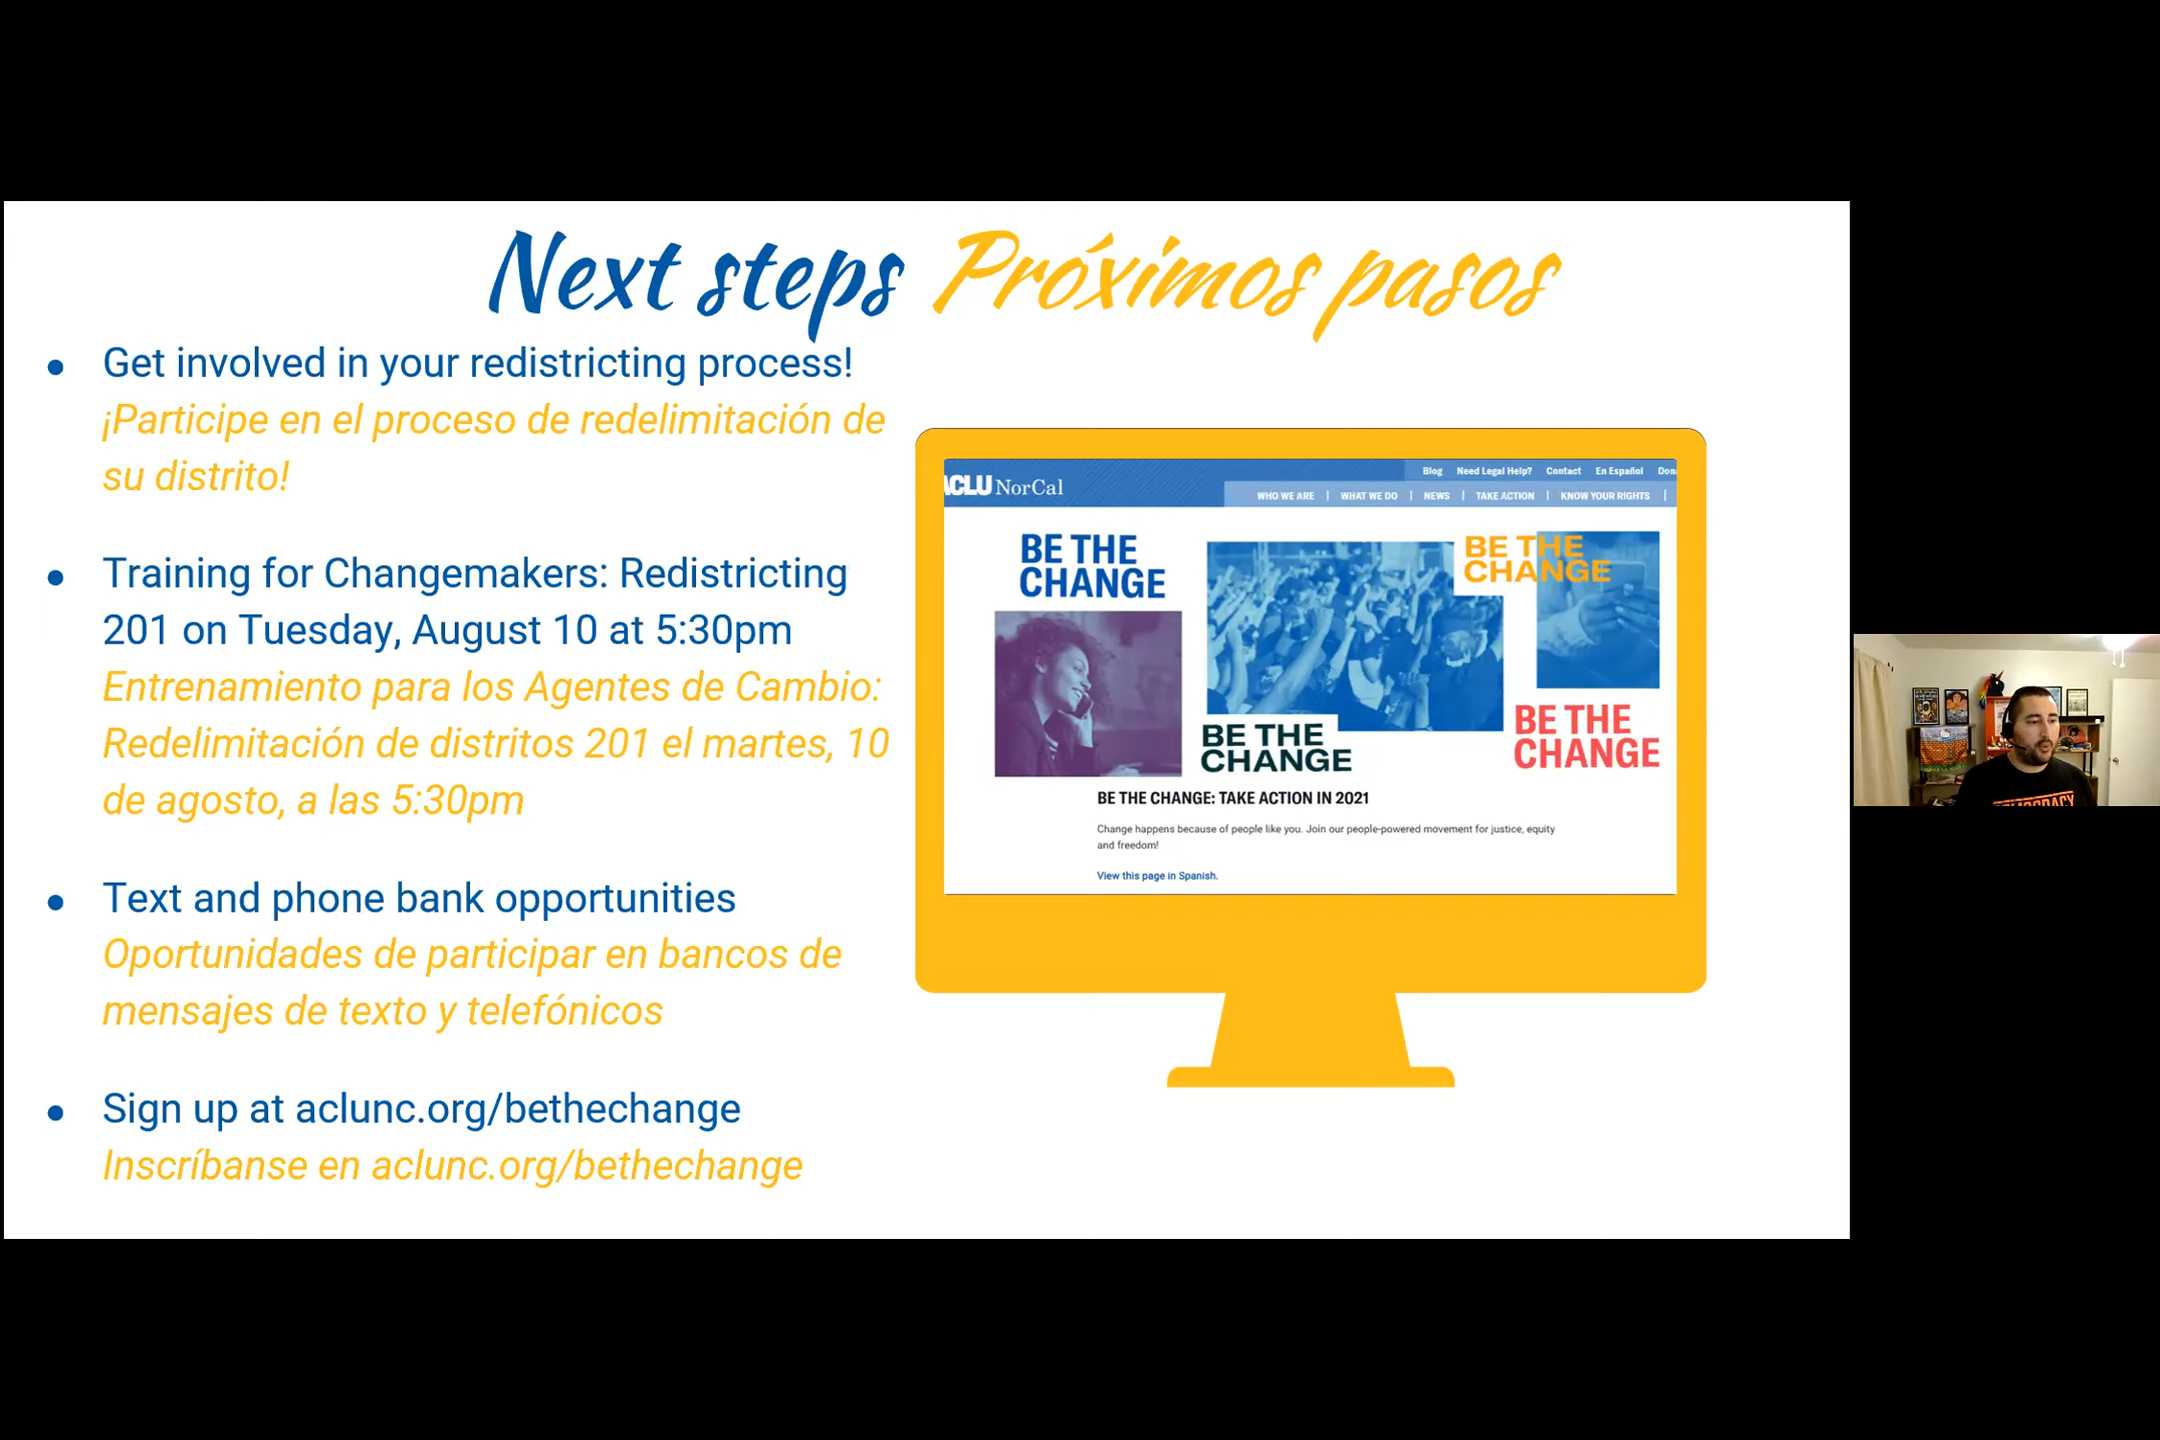 Next steps Próximos pasos
Get involved in your redistricting process!
¡Participe en el proceso de redelimitación de
su distrito!
Training for Changemakers: Redistricting
201 on Tuesday, August 10 at 5:30pm
Entrenamiento para los Agentes de Cambio:
Redelimitación de distritos 201 el martes, 10
de agosto, a las 5:30pm
Text and phone bank opportunities
Oportunidades de participar en bancos de
mensajes de texto y telefónicos
Sign up at aclunc.org/bethechange
Inscríbanse en aclunc.org/bethechange
Blog Need Legal Help? Contact En Español Don
ACLU NorCal
WHO WE ARE | WHAT WE DO | NEWS | TAKE ACTION | KNOW YOUR RIGHTS |
BE THE
CHANGE
BE THE
CHANGE
BE THE
CHANGE
BE THE
CHANGE
BE THE CHANGE: TAKE ACTION IN 2021
Change happens because of people like you. Join our people-powered movement for justice, equity
and freedom!
View this page in Spanish.